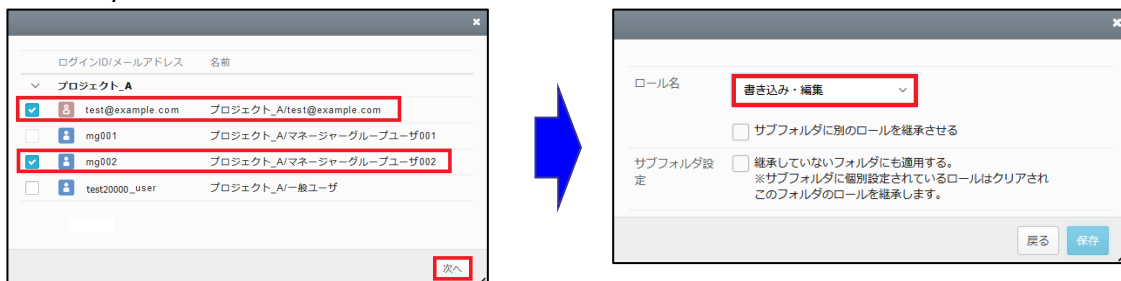 ログインID/メールアドレス 名前
プロジェクト_A
test@example.com プロジェクト_A/test@example.com
mg001 プロジェクト_A/マネージャーグループユーザ001
mg002 プロジェクト_A/マネージャーグループユーザ002
test20000_user プロジェクト_A/一般ユーザ
次へ
ロール名 書き込み・編集
サブフォルダに別のロールを継承させる
サブフォルダ設定 継承していないフォルダにも適用する。
※サブフォルダに個別設定されているロールはクリアされ
このフォルダのロールを継承します。
戻る 保存